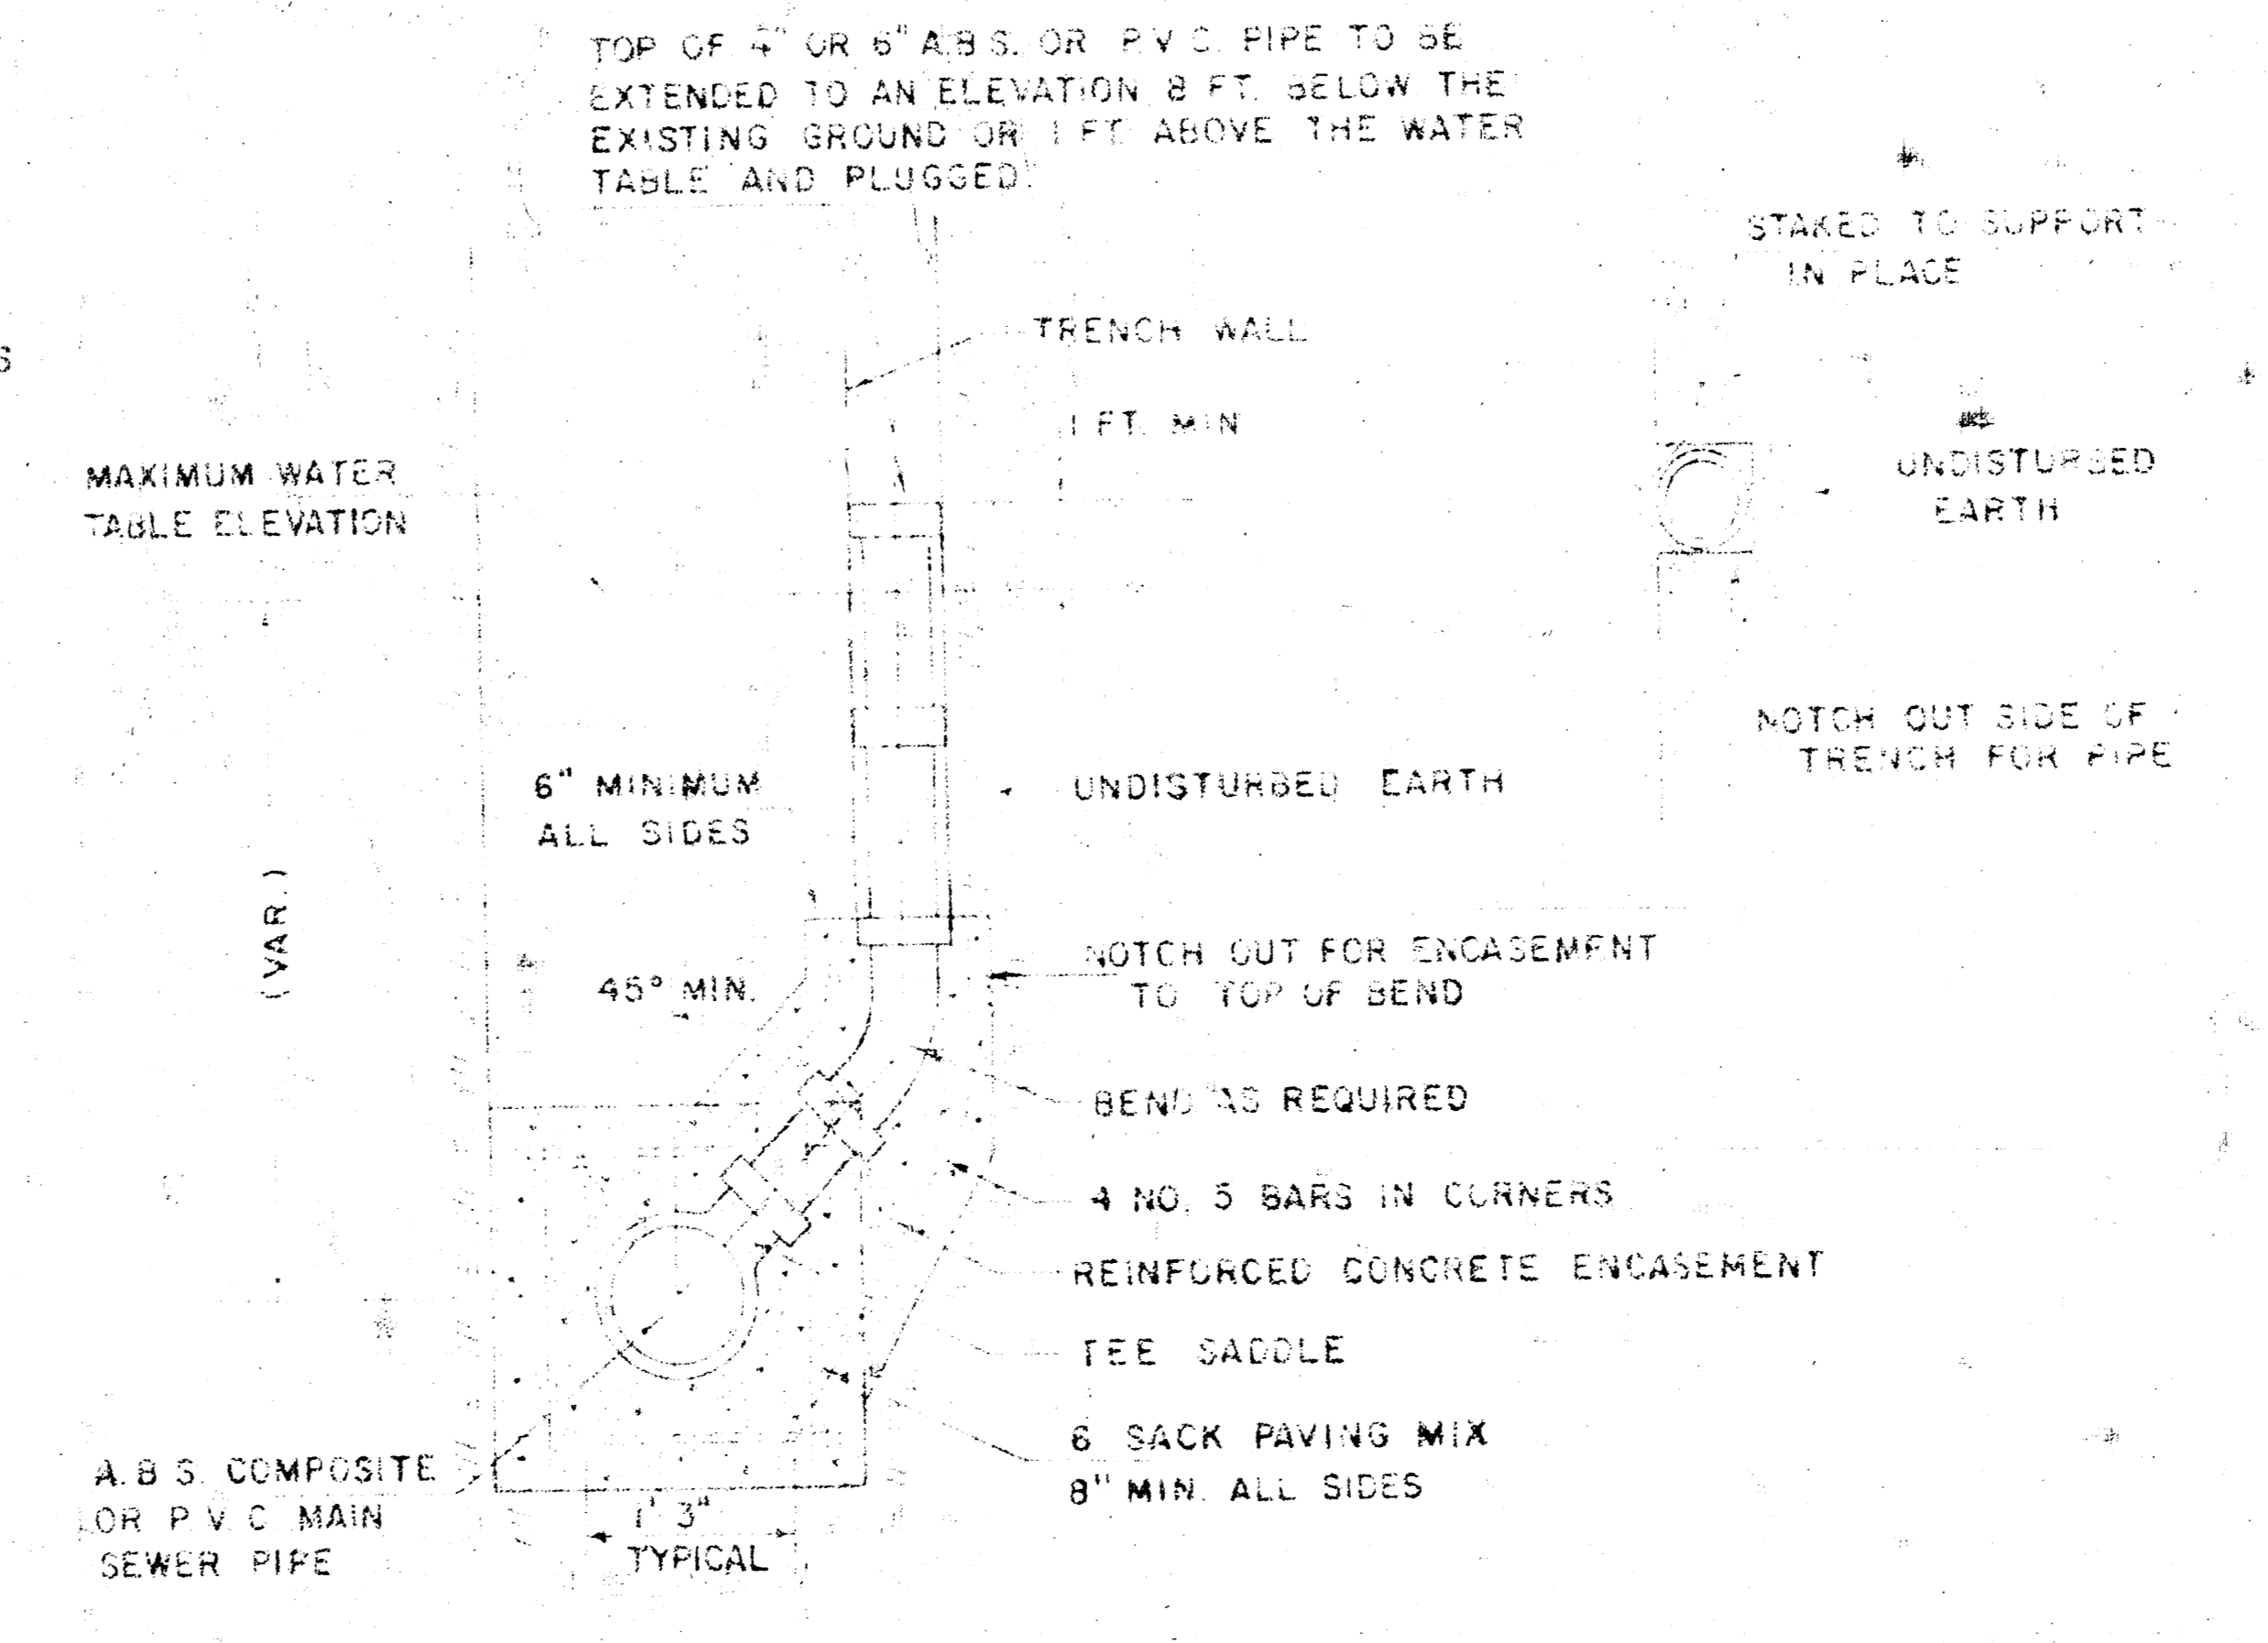 TOP OF 4" OR 6" A.B.S. OR P.V.C. PIPE TO BE
EXTENDED TO AN ELEVATION 8 FT. BELOW THE
EXISTING GROUND OR 1 FT. ABOVE THE WATER
TABLE AND PLUGGED.
STAKED TO SUPPORT
IN PLACE
TRENCH WALL
S
1 FT. MIN
MAXIMUM WATER
TABLE ELEVATION
UNDISTURBED
EARTH
NOTCH OUT SIDE OF
TRENCH FOR PIPE
6" MINIMUM
ALL SIDES
UNDISTURBED EARTH
(VAR.)
45° MIN.
NOTCH OUT FOR ENCASEMENT
TO TOP OF BEND
BEND AS REQUIRED
4 NO. 5 BARS IN CORNERS
REINFORCED CONCRETE ENCASEMENT
TEE SADDLE
6 SACK PAVING MIX
8" MIN. ALL SIDES
A.B.S. COMPOSITE
OR P.V.C. MAIN
SEWER PIPE
1' 3"
TYPICAL